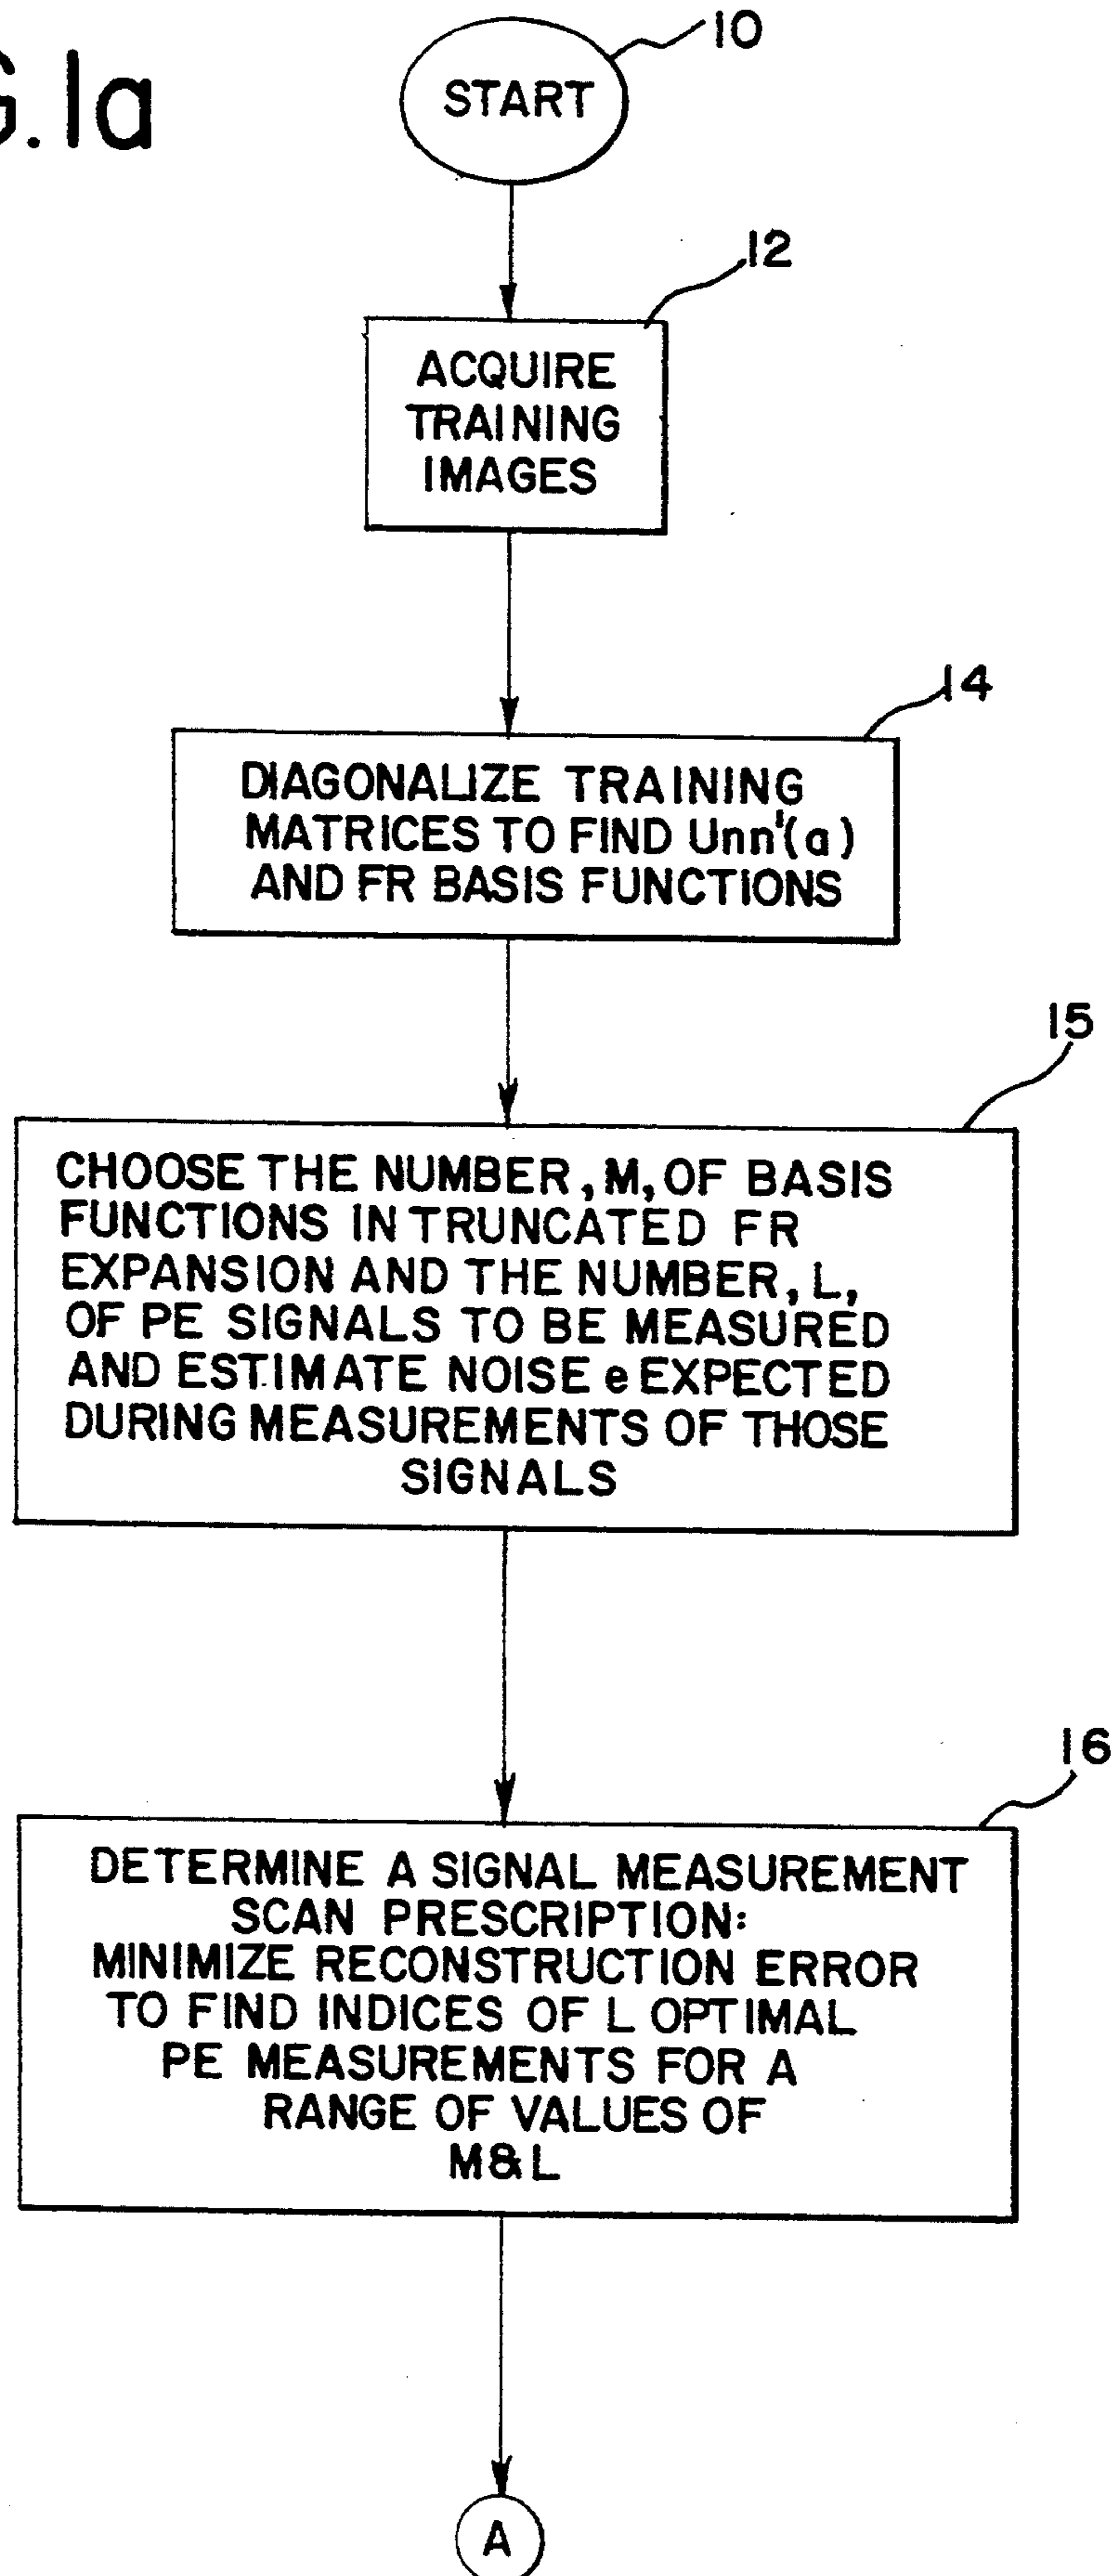 G.1a
START
10
12
ACQUIRE
TRAINING
IMAGES
14
DIAGONALIZE TRAINING
MATRICES TO FIND Unn'(a)
AND FR BASIS FUNCTIONS
15
CHOOSE THE NUMBER, M, OF BASIS
FUNCTIONS IN TRUNCATED FR
EXPANSION AND THE NUMBER, L,
OF PE SIGNALS TO BE MEASURED
AND ESTIMATE NOISE e EXPECTED
DURING MEASUREMENTS OF THOSE
SIGNALS
16
DETERMINE A SIGNAL MEASUREMENT
SCAN PRESCRIPTION:
MINIMIZE RECONSTRUCTION ERROR
TO FIND INDICES OF L OPTIMAL
PE MEASUREMENTS FOR A
RANGE OF VALUES OF
M&L
A